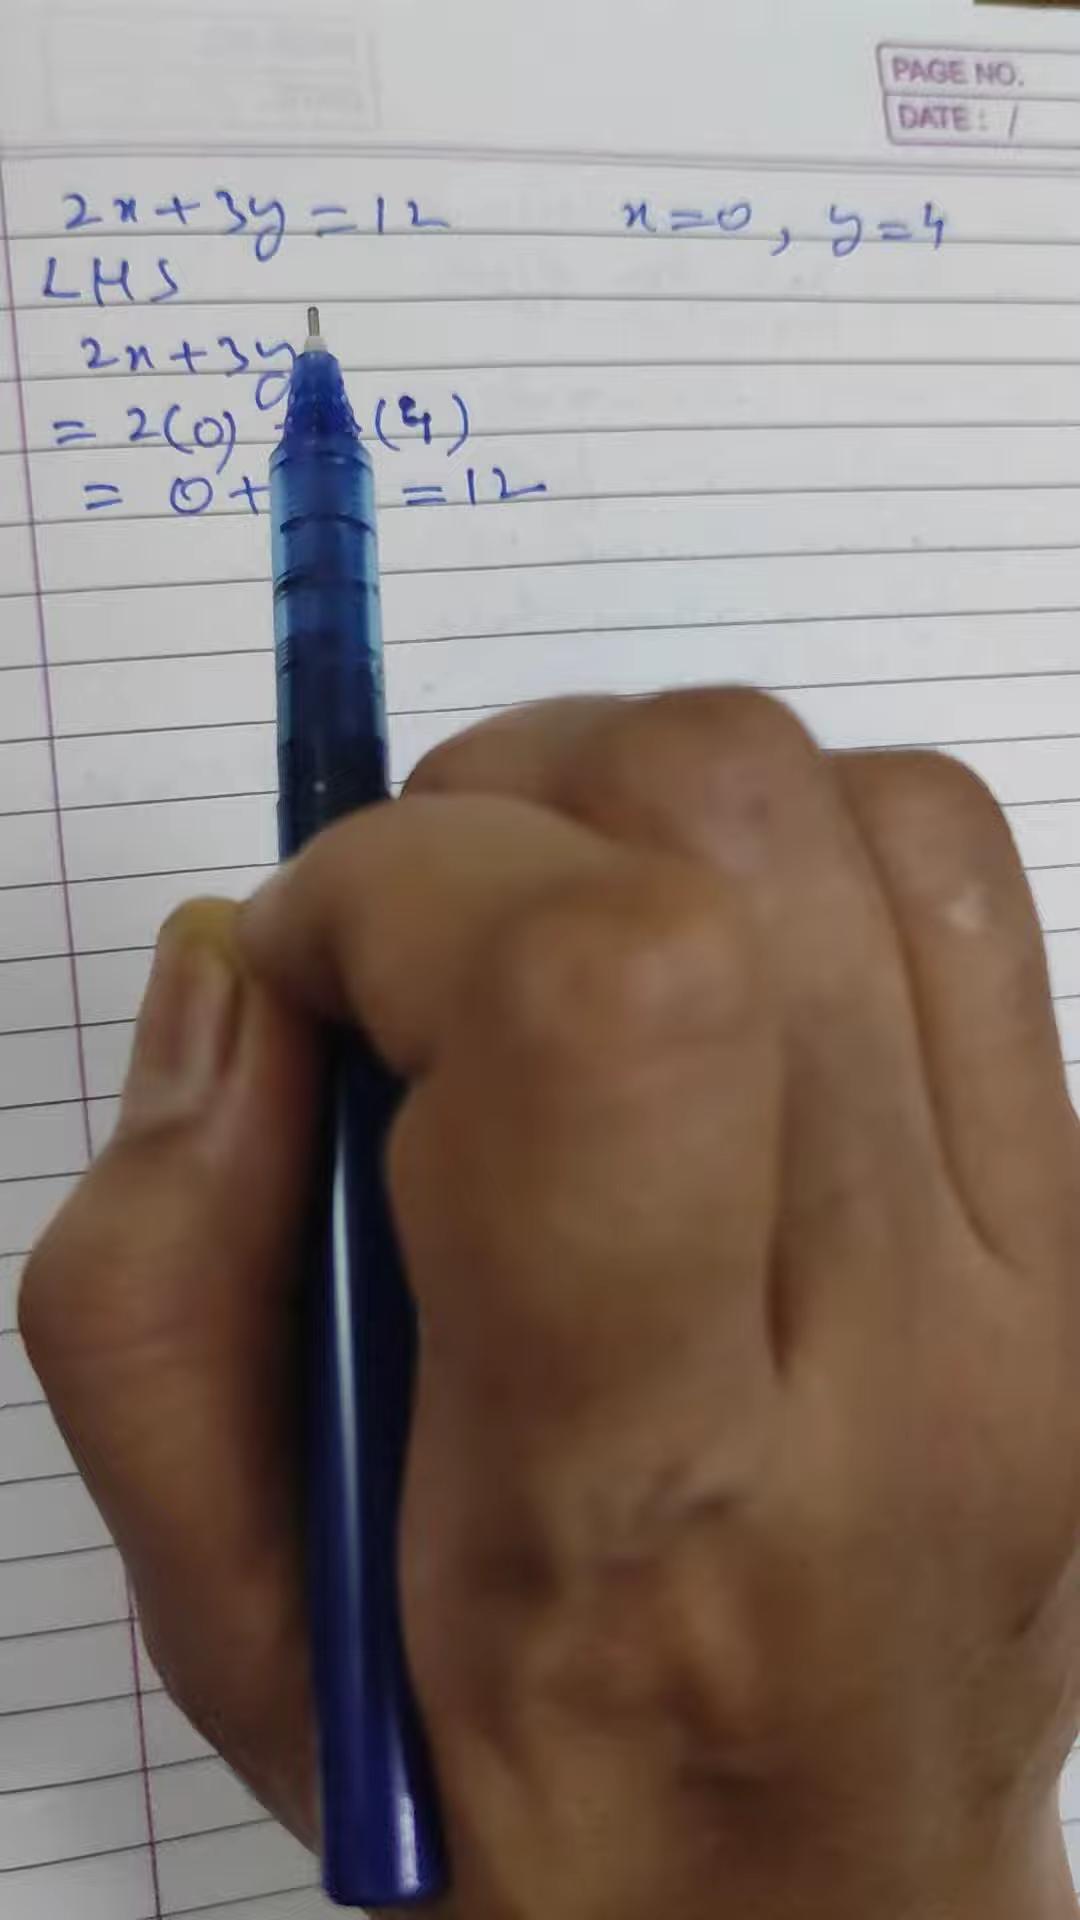 PAGE NO.
DATE: /
2x+3y=12 x=0, y=4
LHS
2x+3y
= 2(0) (4)
= 0+ =12